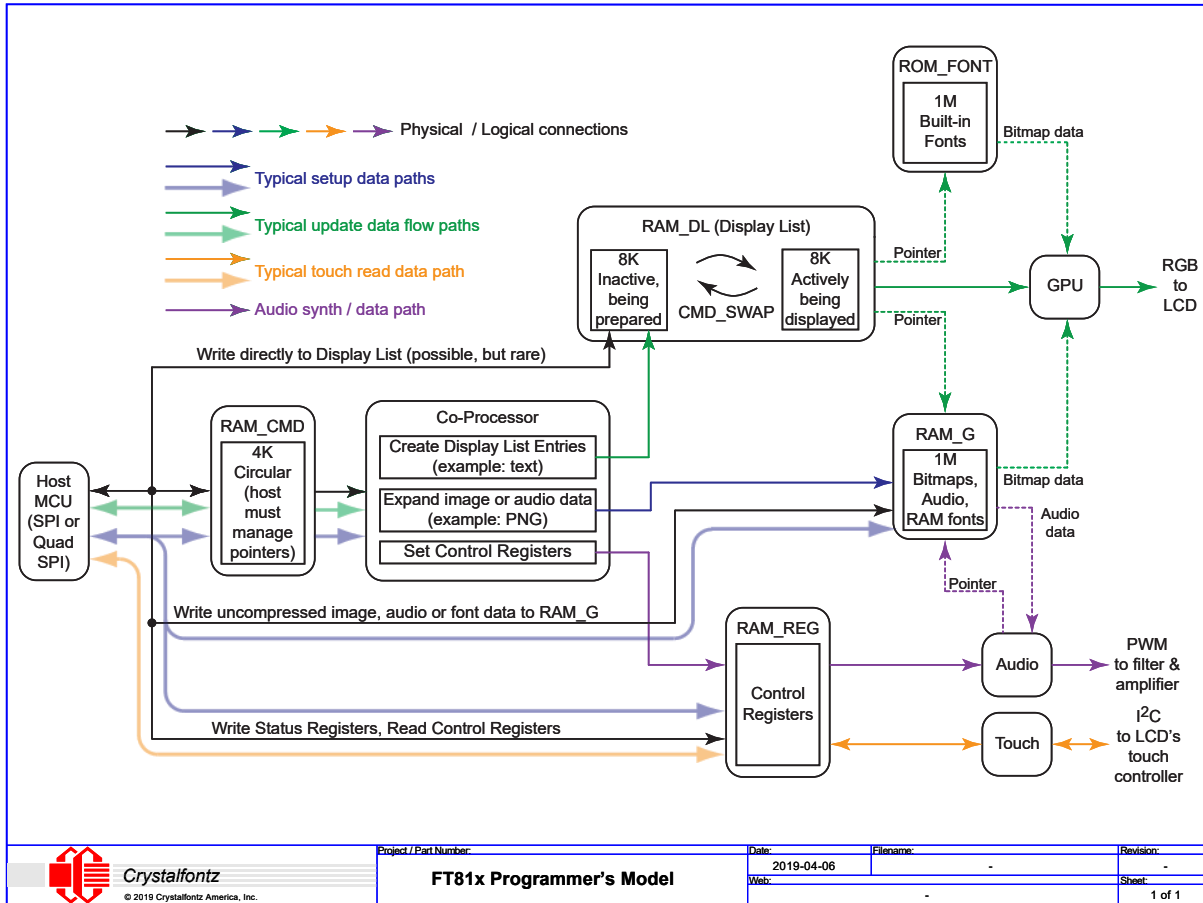 Physical / Logical connections
Typical setup data paths
Typical update data flow paths
Typical touch read data path
Audio synth / data path
ROM_FONT
1M
Built-in
Fonts
Bitmap data
RAM_DL (Display List)
8K
Inactive,
being
prepared
CMD_SWAP
8K
Actively
being
displayed
Pointer
Pointer
GPU
RGB
to
LCD
Write directly to Display List (possible, but rare)
Host
MCU
(SPI or
Quad
SPI)
RAM_CMD
4K
Circular
(host
must
manage
pointers)
Co-Processor
Create Display List Entries
(example: text)
Expand image or audio data
(example: PNG)
Set Control Registers
RAM_G
1M
Bitmaps,
Audio,
RAM fonts
Bitmap data
Audio
data
Pointer
Write uncompressed image, audio or font data to RAM_G
RAM_REG
Control
Registers
Audio
PWM
to filter &
amplifier
Write Status Registers, Read Control Registers
Touch
I2C
to LCD's
touch
controller
Crystalfontz
© 2019 Crystalfontz America, Inc.
Project / Part Number:
FT81x Programmer's Model
Date:
2019-04-06
Filename:
-
Revision:
-
Web:
-
Sheet:
1 of 1